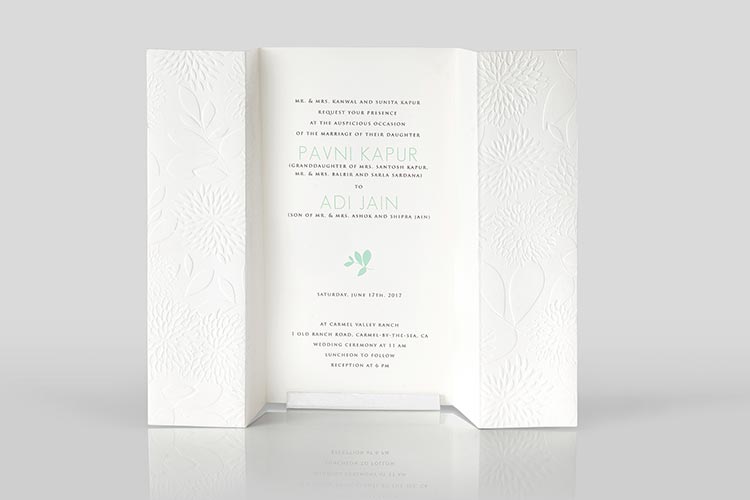 MR. & MRS. KANWAL AND SUNITA KAPUR
REQUEST YOUR PRESENCE
AT THE AUSPICIOUS OCCASION
OF THE MARRIAGE OF THEIR DAUGHTER
PAVNI KAPUR
(GRANDDAUGHTER OF MRS. SANTOSH KAPUR,
MR. & MRS. BALBIR AND SARLA SARDANA)
TO
ADI JAIN
(SON OF MR. & MRS. ASHOK AND SHIPRA JAIN)
SATURDAY, JUNE 17TH, 2017
AT CARMEL VALLEY RANCH
1 OLD RANCH ROAD, CARMEL-BY-THE-SEA, CA
WEDDING CEREMONY AT 11 AM
LUNCHEON TO FOLLOW
RECEPTION AT 6 PM